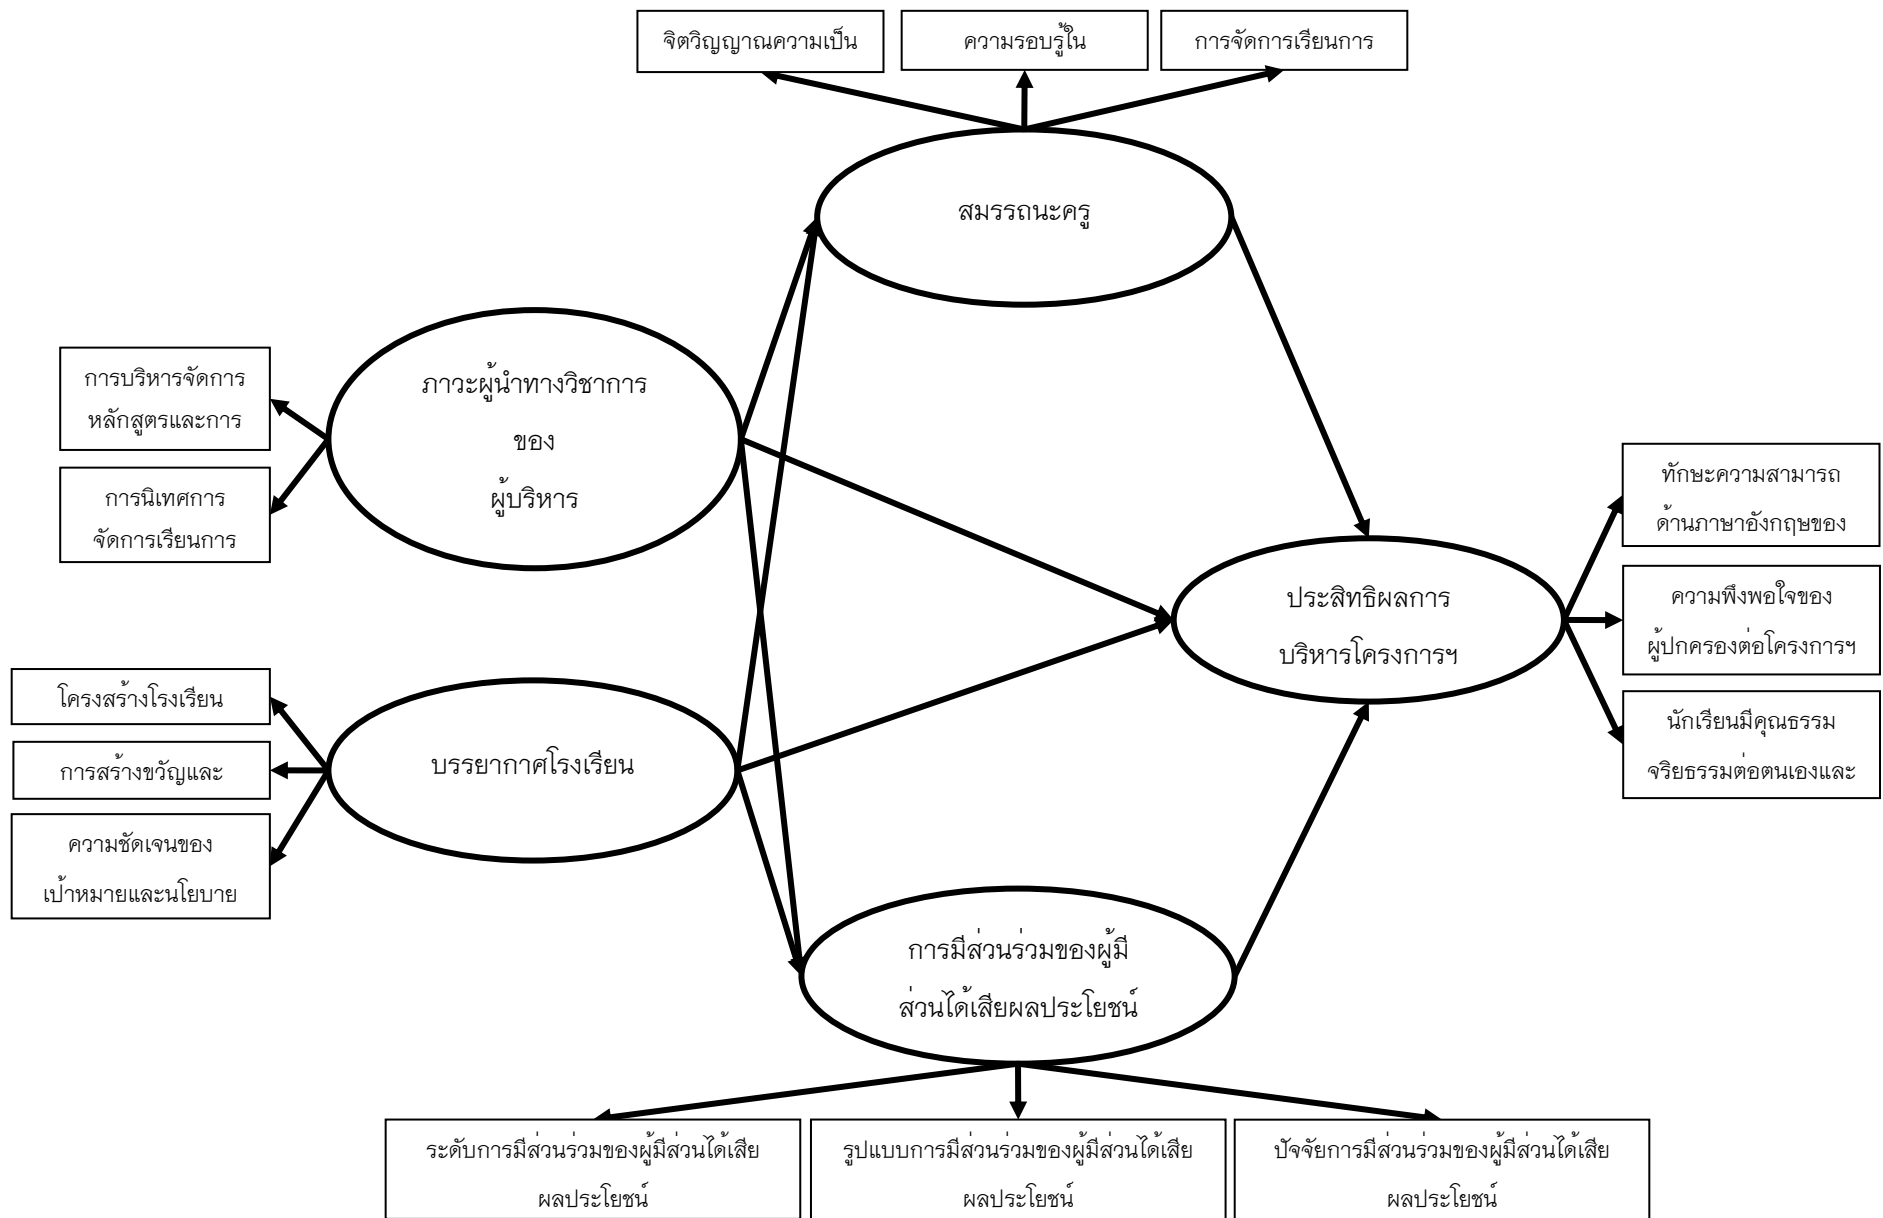 จิตวิญญาณความเป็น
ความรอบรู้ใน
การจัดการเรียนการ
สมรรถนะครู
ภาวะผู้นำทางวิชาการ
ของ
ผู้บริหาร
การบริหารจัดการ
หลักสูตรและการ
การนิเทศการ
จัดการเรียนการ
ทักษะความสามารถ
ด้านภาษาอังกฤษของ
ประสิทธิผลการ
บริหารโครงการฯ
ความพึงพอใจของ
ผู้ปกครองต่อโครงการฯ
นักเรียนมีคุณธรรม
จริยธรรมต่อตนเองและ
โครงสร้างโรงเรียน
การสร้างขวัญและ
ความชัดเจนของ
เป้าหมายและนโยบาย
บรรยากาศโรงเรียน
การมีส่วนร่วมของผู้มี
ส่วนได้เสียผลประโยชน์
ระดับการมีส่วนร่วมของผู้มีส่วนได้เสีย
ผลประโยชน์
รูปแบบการมีส่วนร่วมของผู้มีส่วนได้เสีย
ผลประโยชน์
ปัจจัยการมีส่วนร่วมของผู้มีส่วนได้เสีย
ผลประโยชน์